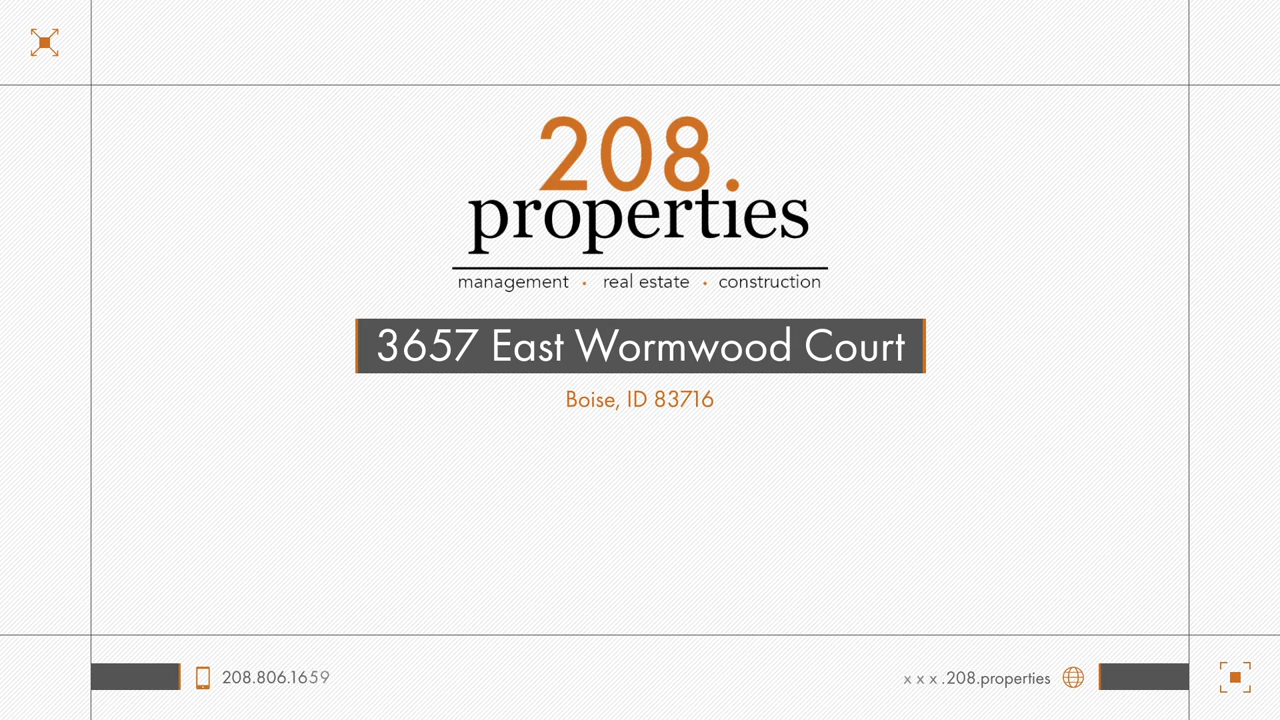 208.
properties
management • real estate • construction
3657 East Wormwood Court
Boise, ID 83716
208.806.1659
x x x .208.properties